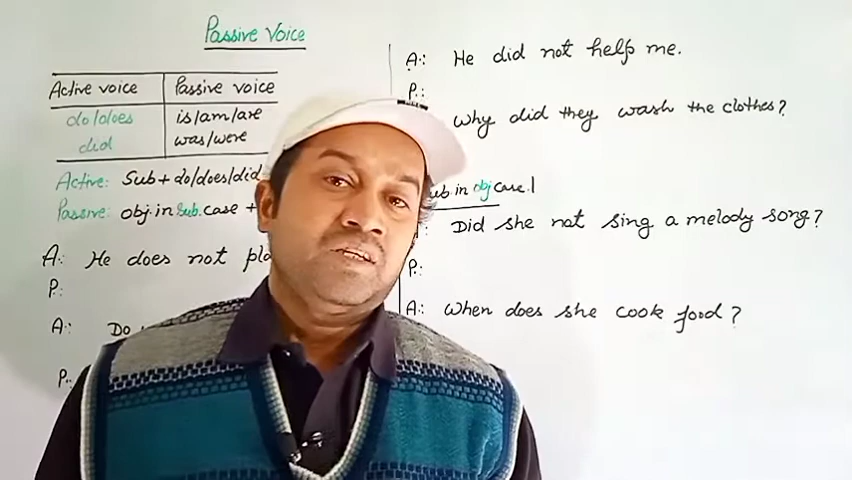 Passive Voice
Active voice Passive voice
do/does is/am/are
did was/were
Active: Sub + do/does/did
Passive: obj. in sub. case +
A: He does not
P:
A: Do
P:
A: He did not help me.
P:
Why did they wash the clothes?
in obj case.
Did she not sing a melody song?
P:
A: When does she cook food?